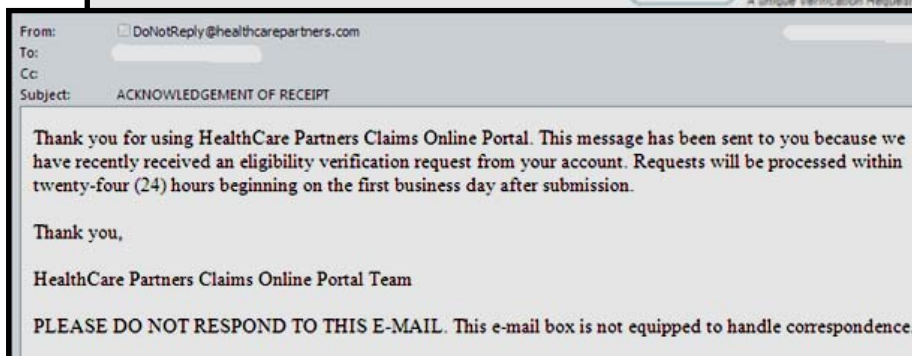 A Unique Verification Request
From: DoNotReply@healthcarepartners.com
To:
Cc:
Subject: ACKNOWLEDGEMENT OF RECEIPT
Thank you for using HealthCare Partners Claims Online Portal. This message has been sent to you because we
have recently received an eligibility verification request from your account. Requests will be processed within
twenty-four (24) hours beginning on the first business day after submission.
Thank you,
HealthCare Partners Claims Online Portal Team
PLEASE DO NOT RESPOND TO THIS E-MAIL. This e-mail box is not equipped to handle correspondence.